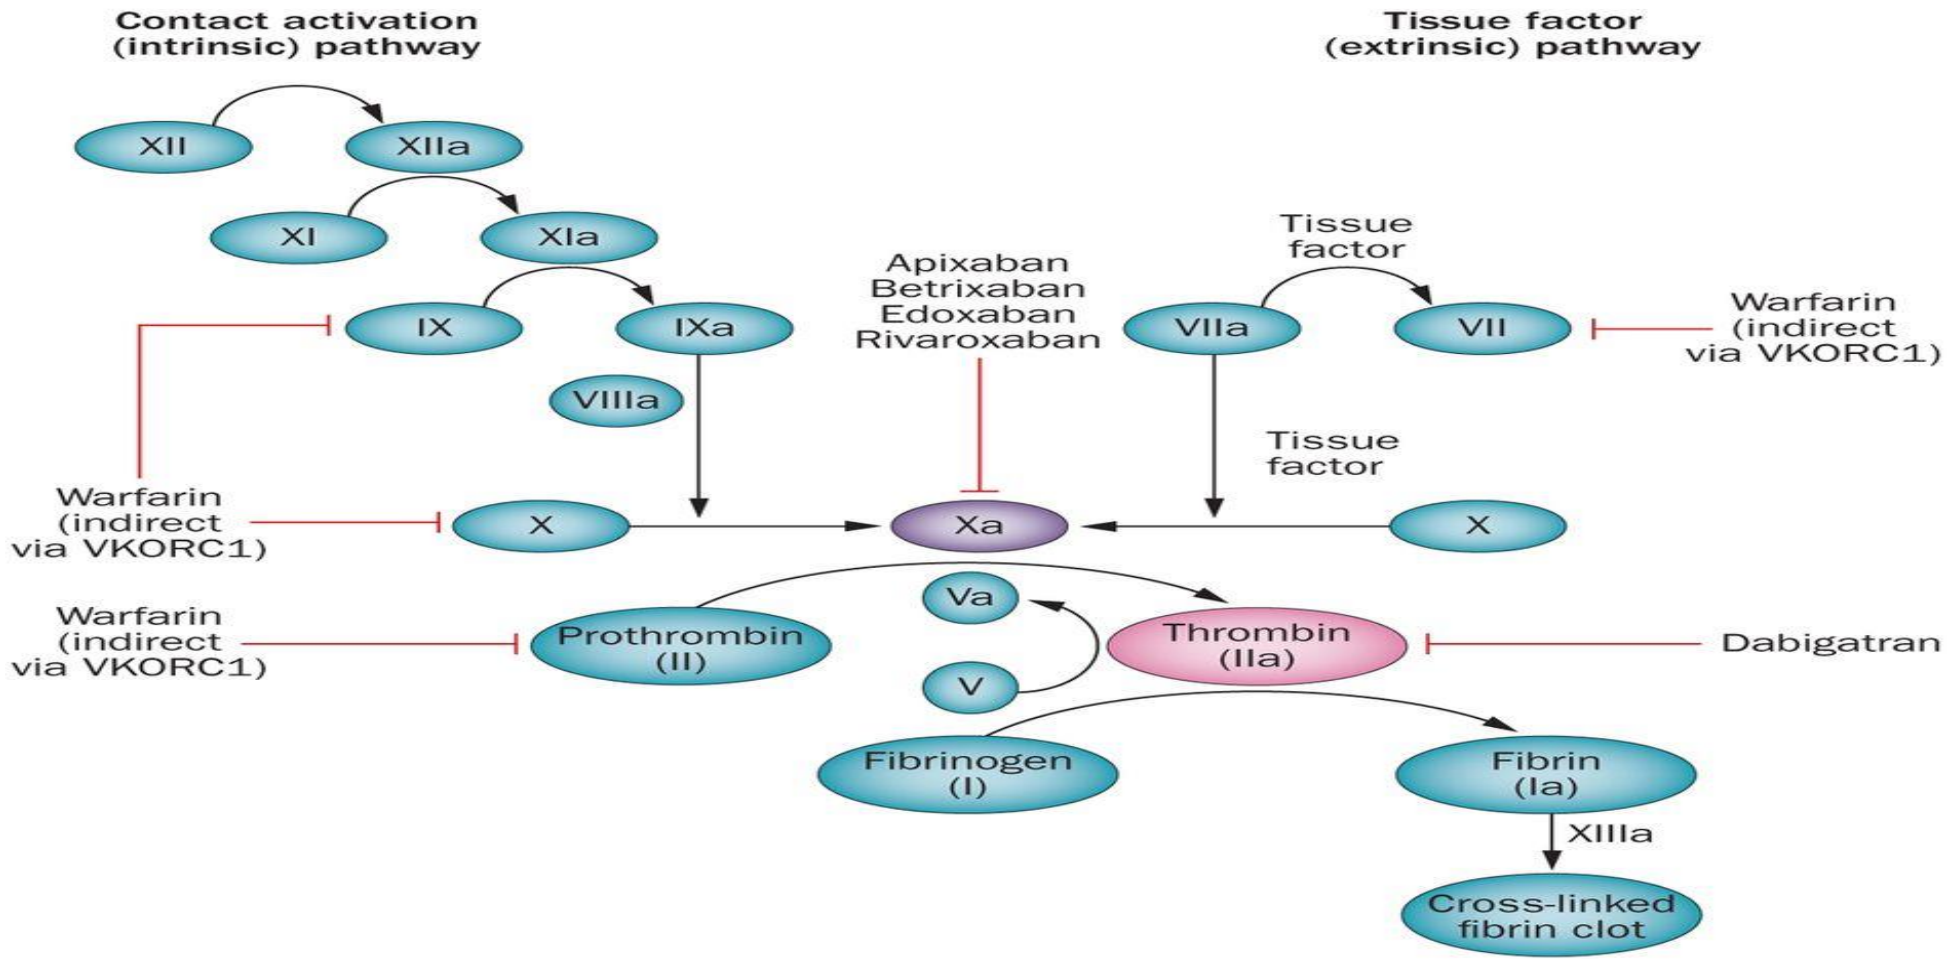 Contact activation
(intrinsic) pathway
Tissue factor
(extrinsic) pathway
XII
XIIa
XI
XIa
Tissue
factor
Apixaban
Betrixaban
Edoxaban
Rivaroxaban
IX
IXa
VIIa
VII
Warfarin
(indirect
via VKORC1)
VIIIa
Tissue
factor
Warfarin
(indirect
via VKORC1)
X
Xa
X
Va
Warfarin
(indirect
via VKORC1)
Prothrombin
(II)
Thrombin
(IIa)
Dabigatran
V
Fibrinogen
(I)
Fibrin
(Ia)
XIIIa
Cross-linked
fibrin clot